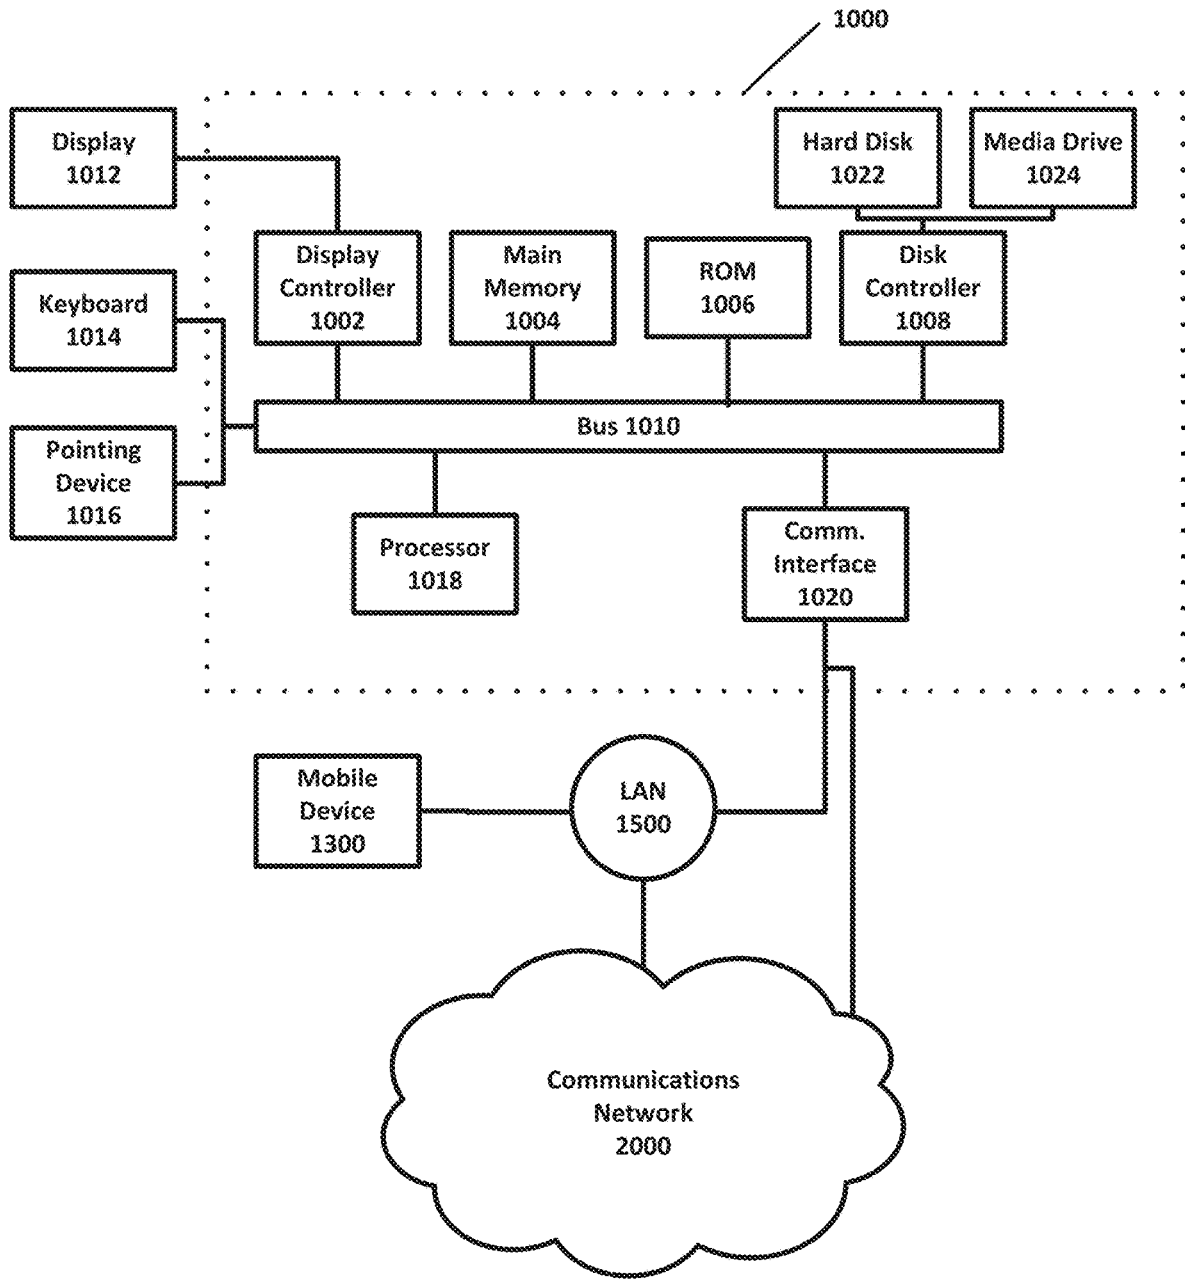 1000
Display
1012
Hard Disk
1022
Media Drive
1024
Display
Controller
1002
Main
Memory
1004
ROM
1006
Disk
Controller
1008
Keyboard
1014
Bus 1010
Pointing
Device
1016
Processor
1018
Comm.
Interface
1020
Mobile
Device
1300
LAN
1500
Communications
Network
2000